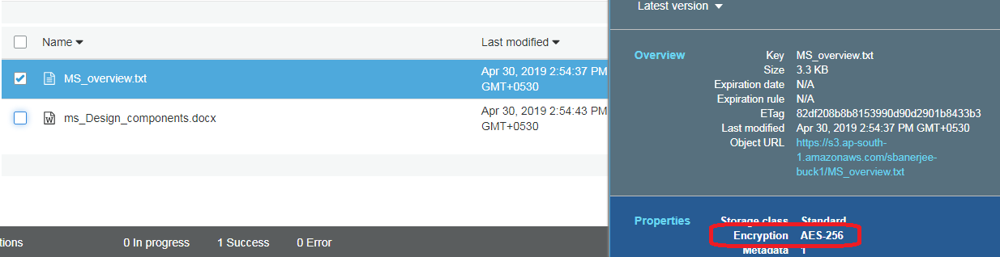 Latest version
Name
Last modified
MS_overview.txt
Apr 30, 2019 2:54:37 PM
GMT+0530
ms_Design_components.docx
Apr 30, 2019 2:54:43 PM
GMT+0530
tions
0 In progress
1 Success
0 Error
Overview
Key MS_overview.txt
Size 3.3 KB
Expiration date N/A
Expiration rule N/A
ETag 82df208b8b8153990d90d2901b8433b3
Last modified Apr 30, 2019 2:54:37 PM GMT+0530
Object URL https://s3.ap-south-
1.amazonaws.com/sbanerjee-
buck1/MS_overview.txt
Properties
Storage class Standard
Encryption AES-256
Metadata 1